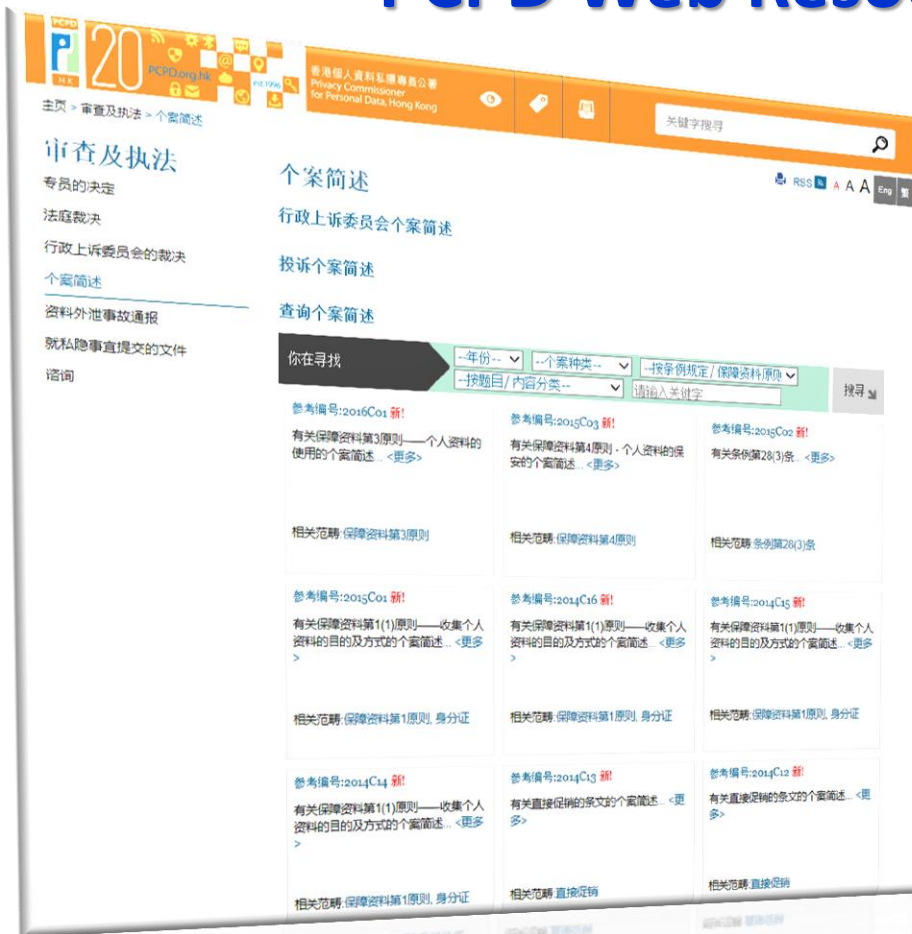 PCPD Web
PCPD
HK
20
PCPD.org.hk
est.1996
香港個人資料私隱專員公署
Privacy Commissioner
for Personal Data, Hong Kong
关键字搜寻
主页 > 审查及执法 > 个案简述
RSS A A A Eng 繁
审查及执法
专员的决定
法庭裁决
行政上诉委员会的裁决
个案简述
资料外泄事故通报
就私隐事宜提交的文件
谘询
个案简述
行政上诉委员会个案简述
投诉个案简述
查询个案简述
你在寻找
--年份--
--个案种类--
--按条例规定/保障资料原则
--按题目/内容分类--
请输入关键字
搜寻
参考编号:2016C01 新!
有关保障资料第3原则——个人资料的
使用的个案简述... <更多>
相关范畴:保障资料第3原则
参考编号:2015C03 新!
有关保障资料第4原则 - 个人资料的保
安的个案简述... <更多>
相关范畴:保障资料第4原则
参考编号:2015C02 新!
有关条例第28(3)条... <更多>
相关范畴:条例第28(3)条
参考编号:2015C01 新!
有关保障资料第1(1)原则——收集个人
资料的目的及方式的个案简述... <更多
>
相关范畴:保障资料第1原则, 身分证
参考编号:2014C16 新!
有关保障资料第1(1)原则——收集个人
资料的目的及方式的个案简述... <更多
>
相关范畴:保障资料第1原则, 身分证
参考编号:2014C15 新!
有关保障资料第1(1)原则——收集个人
资料的目的及方式的个案简述... <更多
>
相关范畴:保障资料第1原则, 身分证
参考编号:2014C14 新!
有关保障资料第1(1)原则——收集个人
资料的目的及方式的个案简述... <更多
>
相关范畴:保障资料第1原则, 身分证
参考编号:2014C13 新!
有关直接促销的条文的个案简述... <更
多>
相关范畴:直接促销
参考编号:2014C12 新!
有关直接促销的条文的个案简述... <更
多>
相关范畴:直接促销